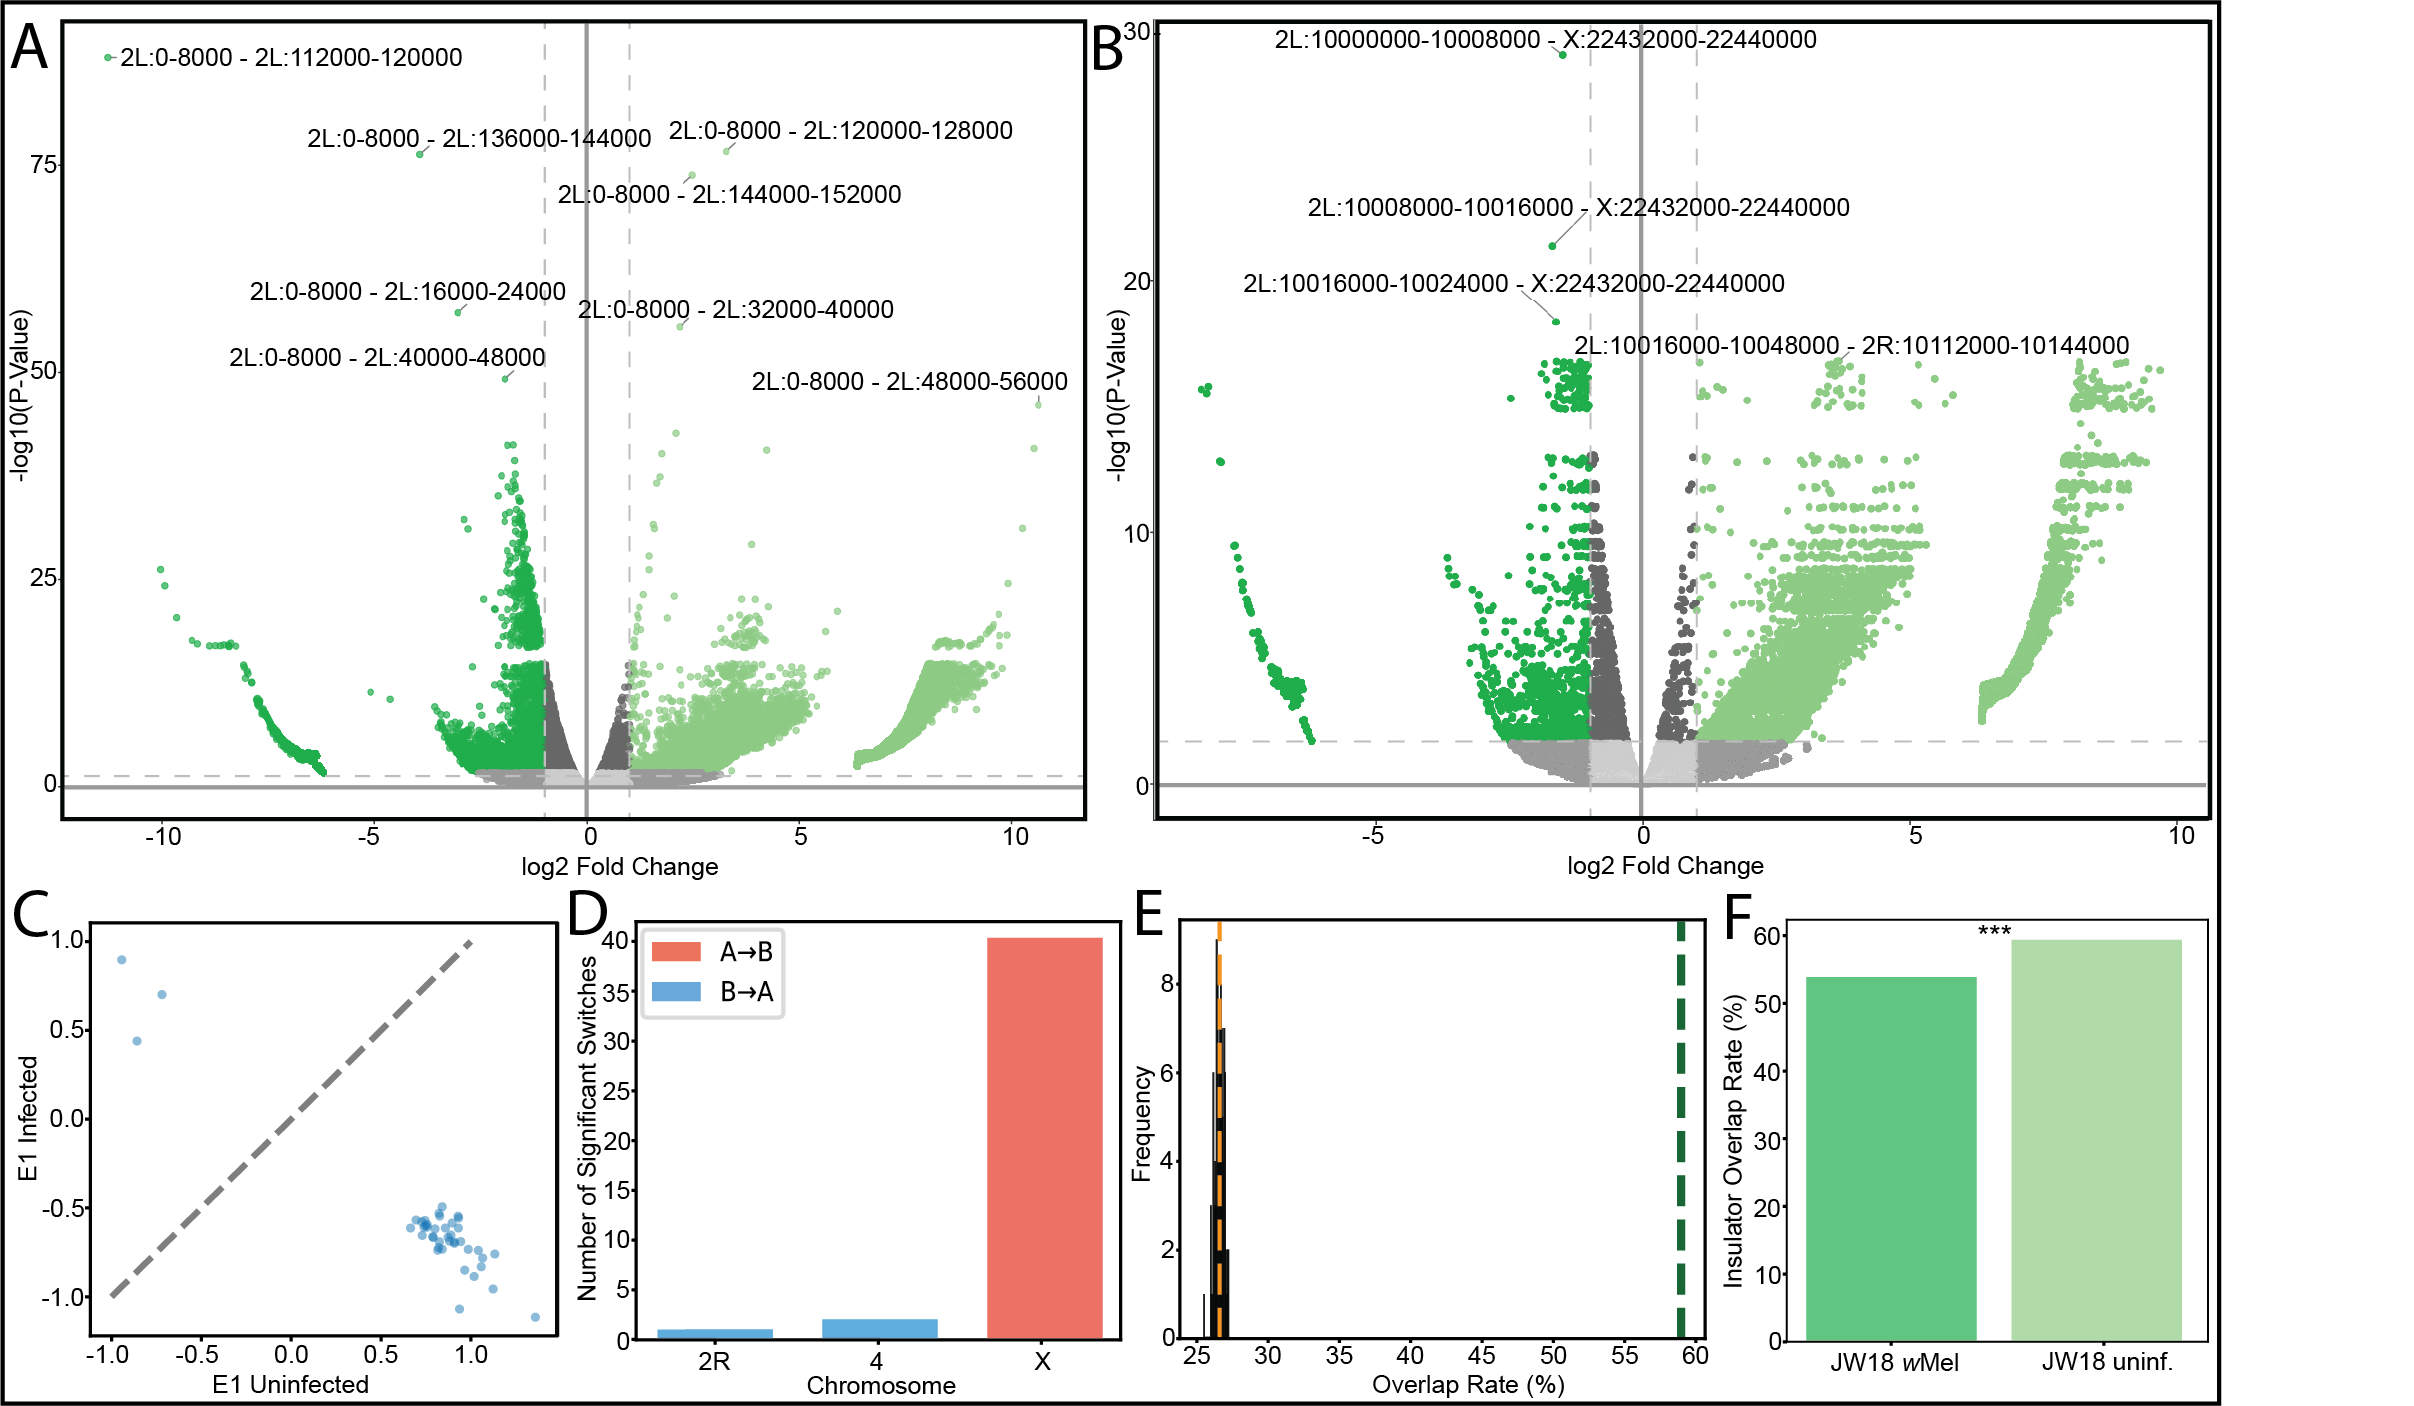 A
2L:0-8000 - 2L:112000-120000
2L:0-8000 - 2L:136000-144000
2L:0-8000 - 2L:120000-128000
2L:0-8000 - 2L:144000-152000
2L:0-8000 - 2L:16000-24000
2L:0-8000 - 2L:32000-40000
2L:0-8000 - 2L:40000-48000
2L:0-8000 - 2L:48000-56000
75
50
25
0
-log10(P-Value)
-10
-5
0
5
10
log2 Fold Change
B
2L:10000000-10008000 - X:22432000-22440000
2L:10008000-10016000 - X:22432000-22440000
2L:10016000-10024000 - X:22432000-22440000
2L:10016000-10048000 - 2R:10112000-10144000
30
20
10
0
-log10(P-Value)
-5
0
5
10
log2 Fold Change
C
1.0
0.5
0.0
-0.5
-1.0
E1 Infected
-1.0
-0.5
0.0
0.5
1.0
E1 Uninfected
D
A→B
B→A
40
35
30
25
20
15
10
5
0
Number of Significant Switches
2R
4
X
Chromosome
E
8
6
4
2
0
Frequency
25
30
35
40
45
50
55
60
Overlap Rate (%)
F
***
60
50
40
30
20
10
0
Insulator Overlap Rate (%)
JW18 wMel
JW18 uninf.